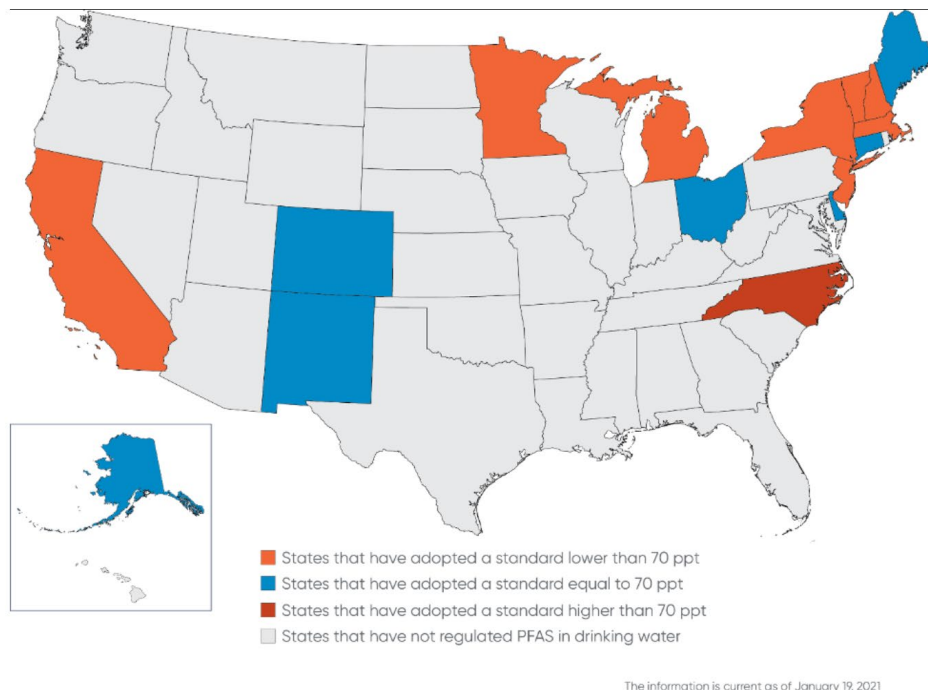 States that have adopted a standard lower than 70 ppt
States that have adopted a standard equal to 70 ppt
States that have adopted a standard higher than 70 ppt
States that have not regulated PFAS in drinking water
The information is current as of January 19, 2021